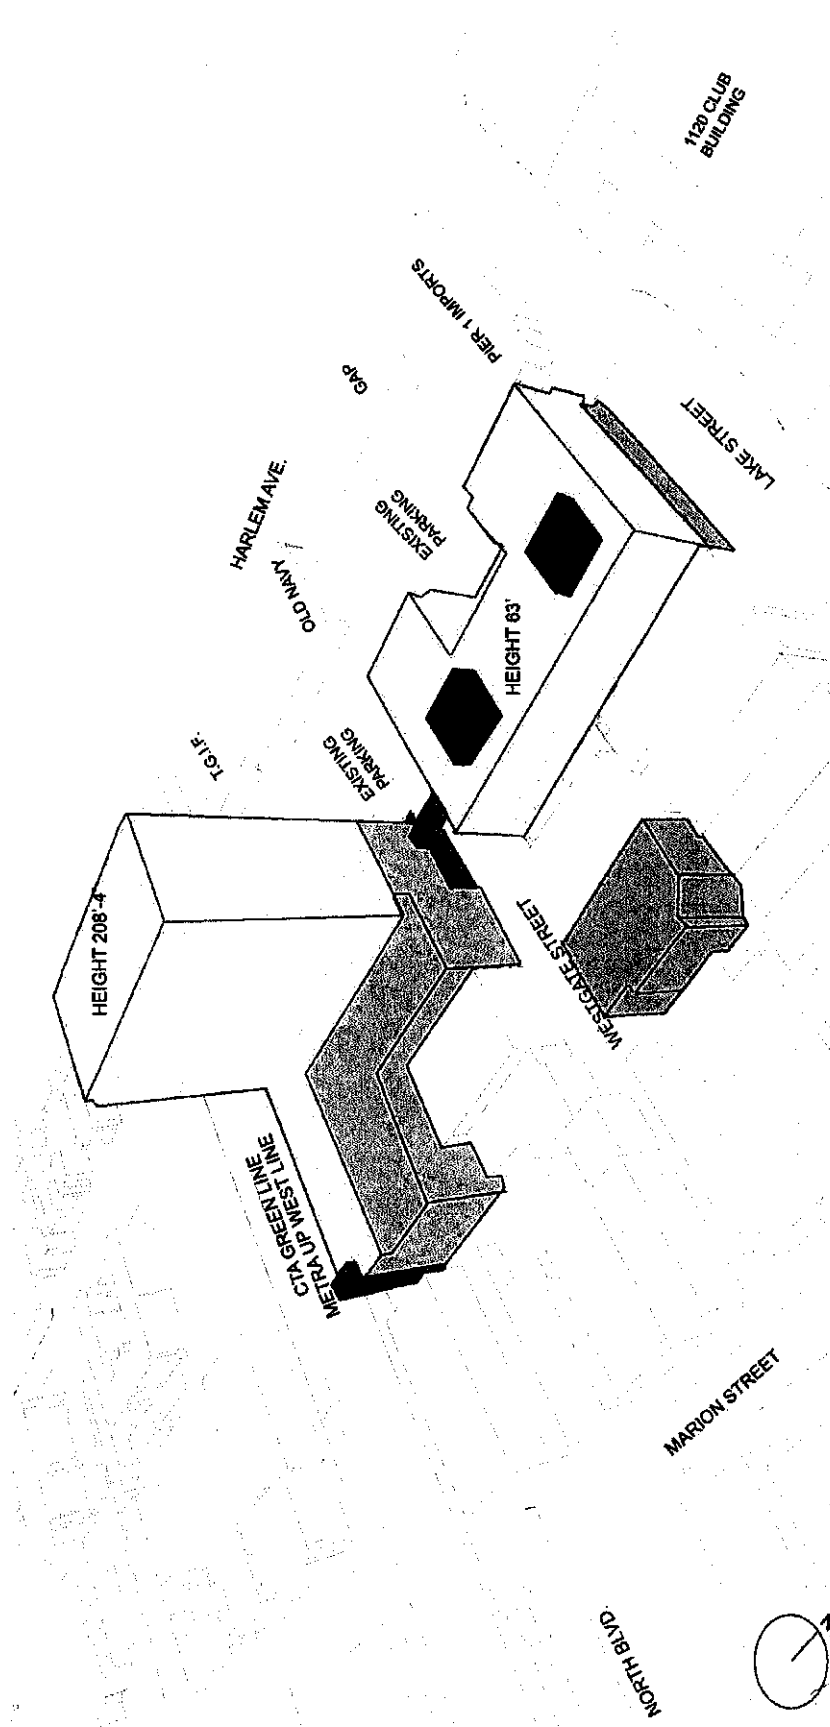 1120 CLUB
BUILDING
PIER 1 IMPORTS
GAP
LAKE STREET
HARLEM AVE.
EXISTING
PARKING
OLD NAVY
HEIGHT 63'
T.G.I.F.
EXISTING
PARKING
HEIGHT 208'-4"
WESTGATE STREET
CTA GREEN LINE
METRA UP WEST LINE
MARION STREET
NORTH BLVD.
N